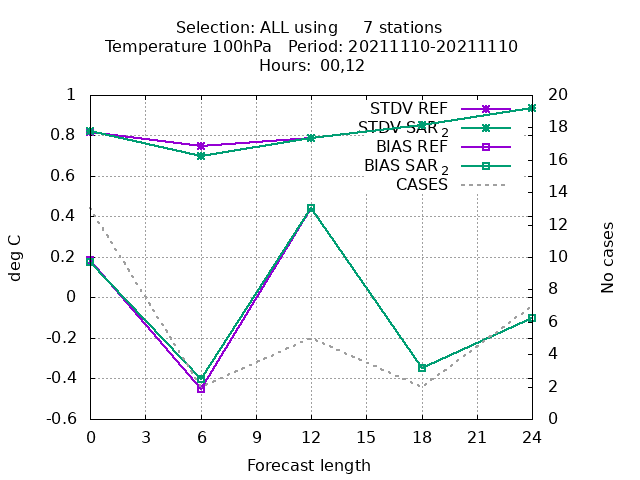 Selection: ALL using     7 stations
Temperature 100hPa   Period: 20211110-20211110
Hours:  00,12
STDV REF
STDV SAR2
BIAS REF
BIAS SAR2
CASES
1
0.8
0.6
0.4
0.2
0
-0.2
-0.4
-0.6
deg C
20
18
16
14
12
10
8
6
4
2
0
No cases
0 3 6 9 12 15 18 21 24
Forecast length